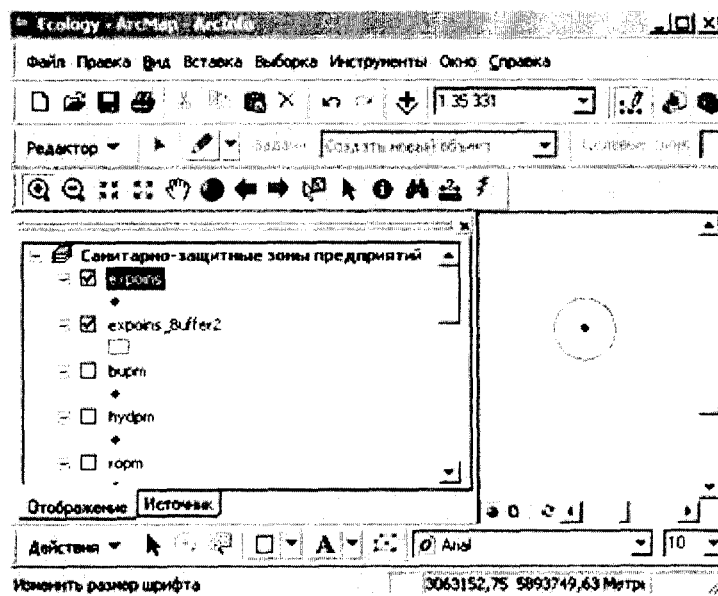 Ecology - ArcMap - ArcInfo
Файл Правка Вид Вставка Выборка Инструменты Окно Справка
1:35 331
Редактор Задача: Создать новый объект Целевой слой:
Санитарно-защитные зоны предприятий
expoins
expoins_Buffer2
bupm
hydpm
ropm
Отображение Источник
Действия A Arial 10
Изменить размер шрифта 3063152,75 5893749,63 Метры